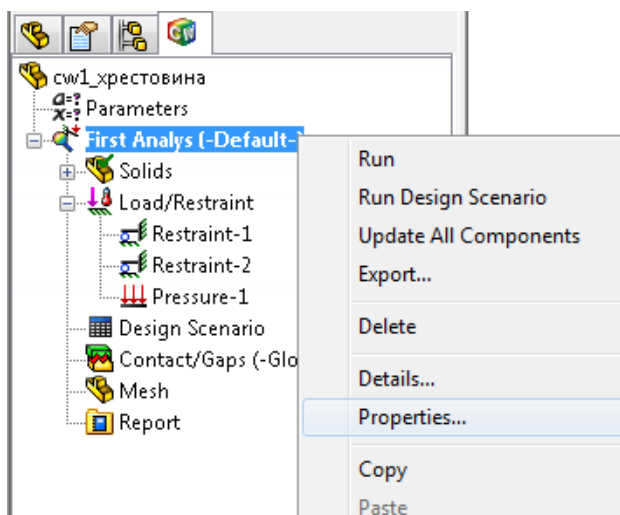 cw1_хрестовина
Parameters
First Analys (-Default-)
Solids
Load/Restraint
Restraint-1
Restraint-2
Pressure-1
Design Scenario
Contact/Gaps (-Glo
Mesh
Report
Run
Run Design Scenario
Update All Components
Export...
Delete
Details...
Properties...
Copy
Paste